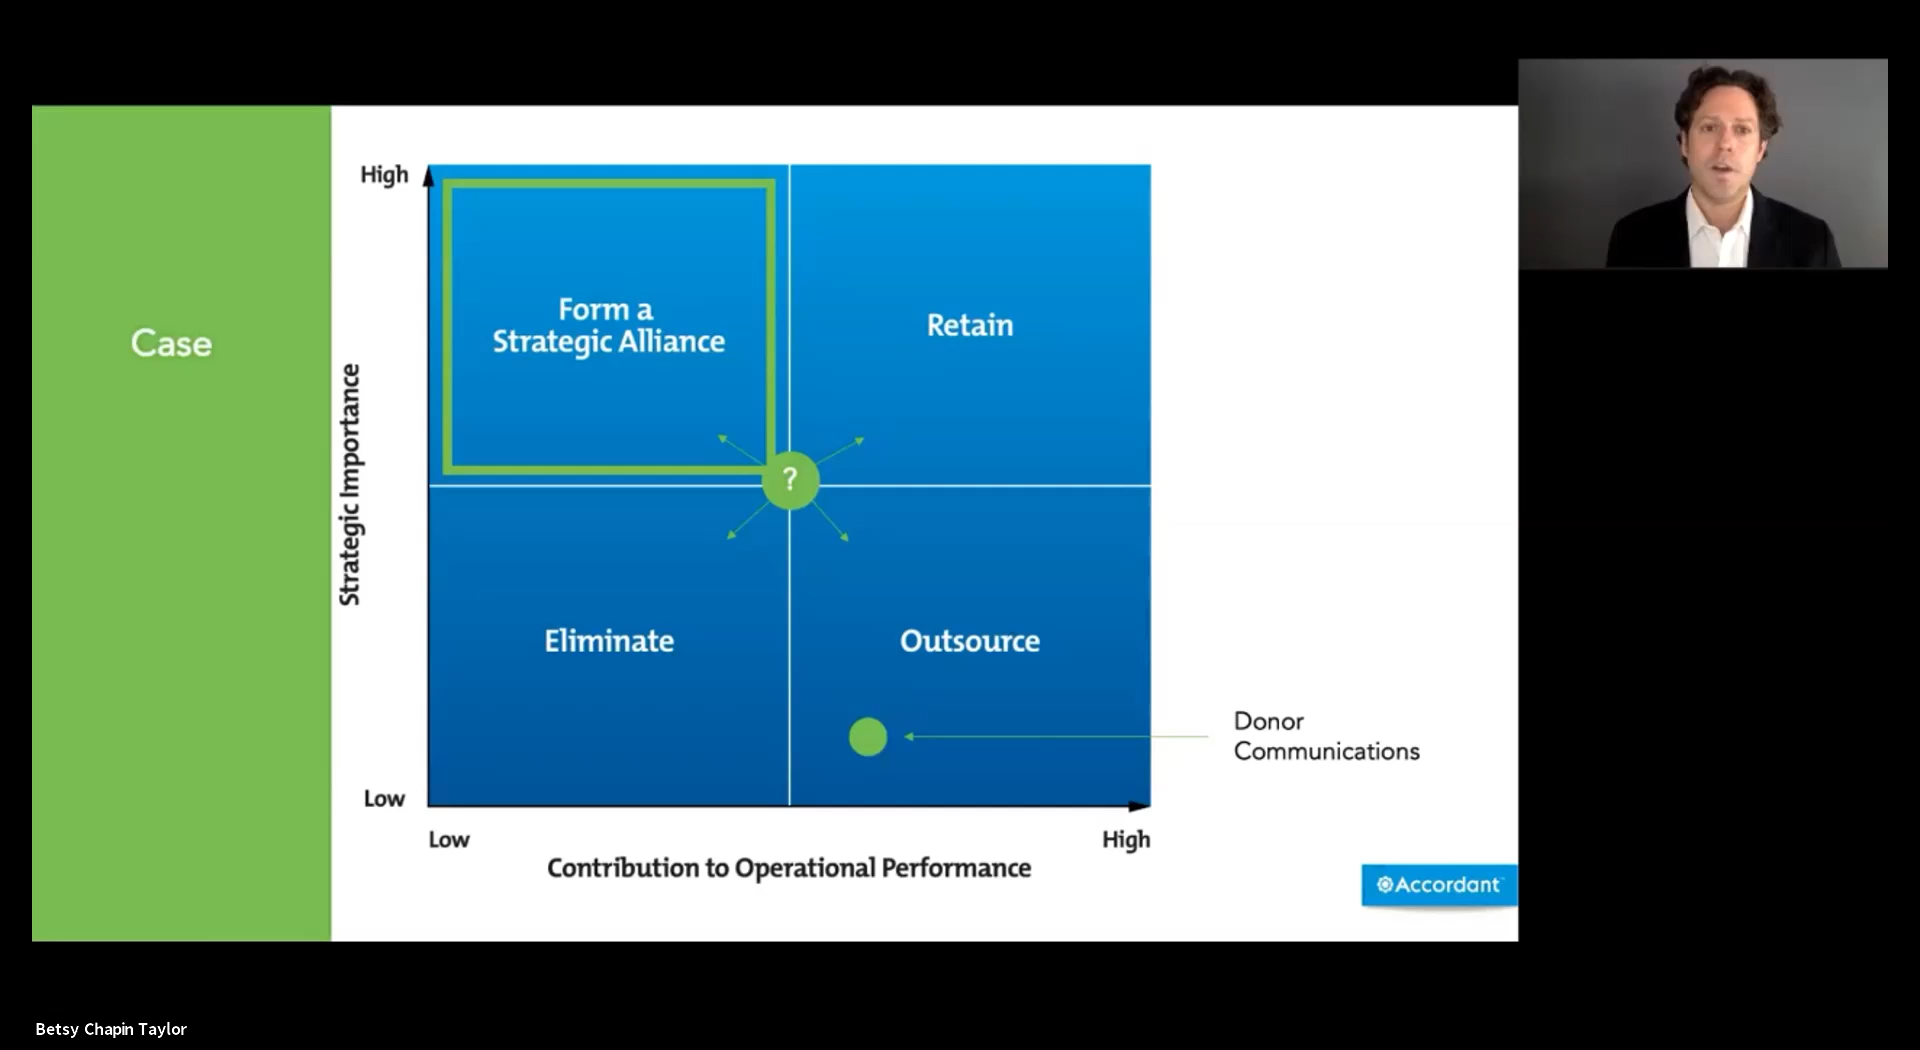 Case
High
Form a
Strategic Alliance
Retain
Strategic Importance
?
Eliminate
Outsource
Donor
Communications
Low
Low
High
Contribution to Operational Performance
Accordant™
Betsy Chapin Taylor